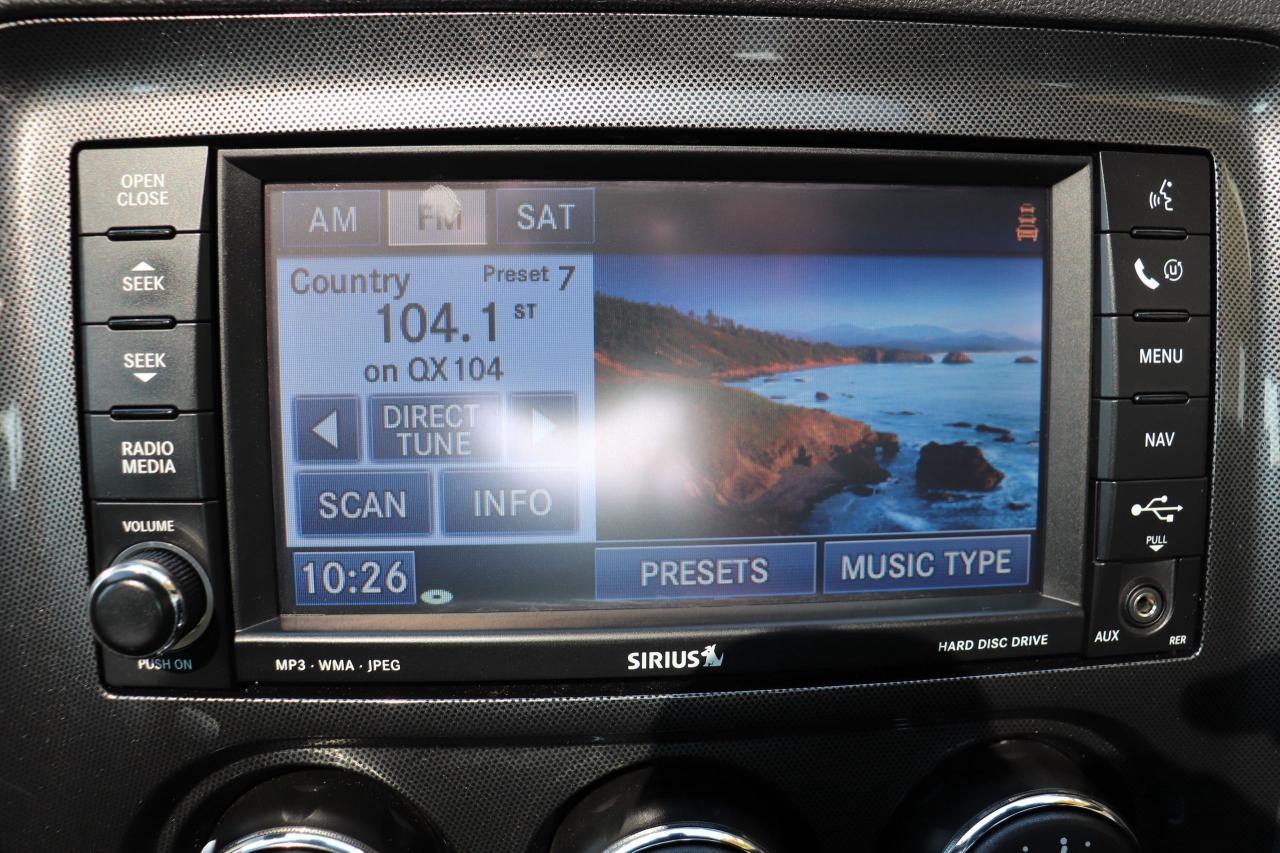 OPEN
CLOSE
SEEK
SEEK
RADIO
MEDIA
VOLUME
PUSH ON
AM FM SAT
Country Preset 7
104.1 ST
on QX104
DIRECT
TUNE
SCAN INFO
10:26 PRESETS MUSIC TYPE
MP3 · WMA · JPEG SIRIUS HARD DISC DRIVE
u
MENU
NAV
PULL
AUX RER